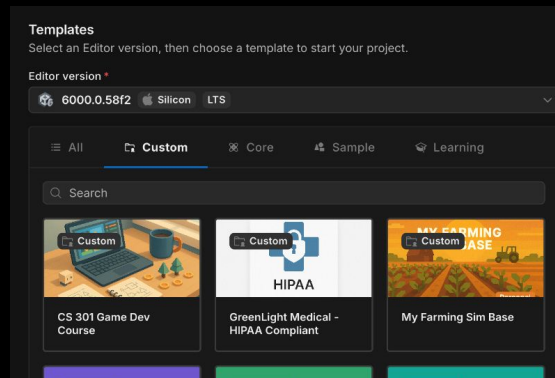 Templates
Select an Editor version, then choose a template to start your project.
Editor version *
6000.0.58f2 Silicon LTS
All Custom Core Sample Learning
Search
Custom
Custom
HIPAA
MY FARMING
Custom
BASE
CS 301 Game Dev
Course
GreenLight Medical -
HIPAA Compliant
My Farming Sim Base